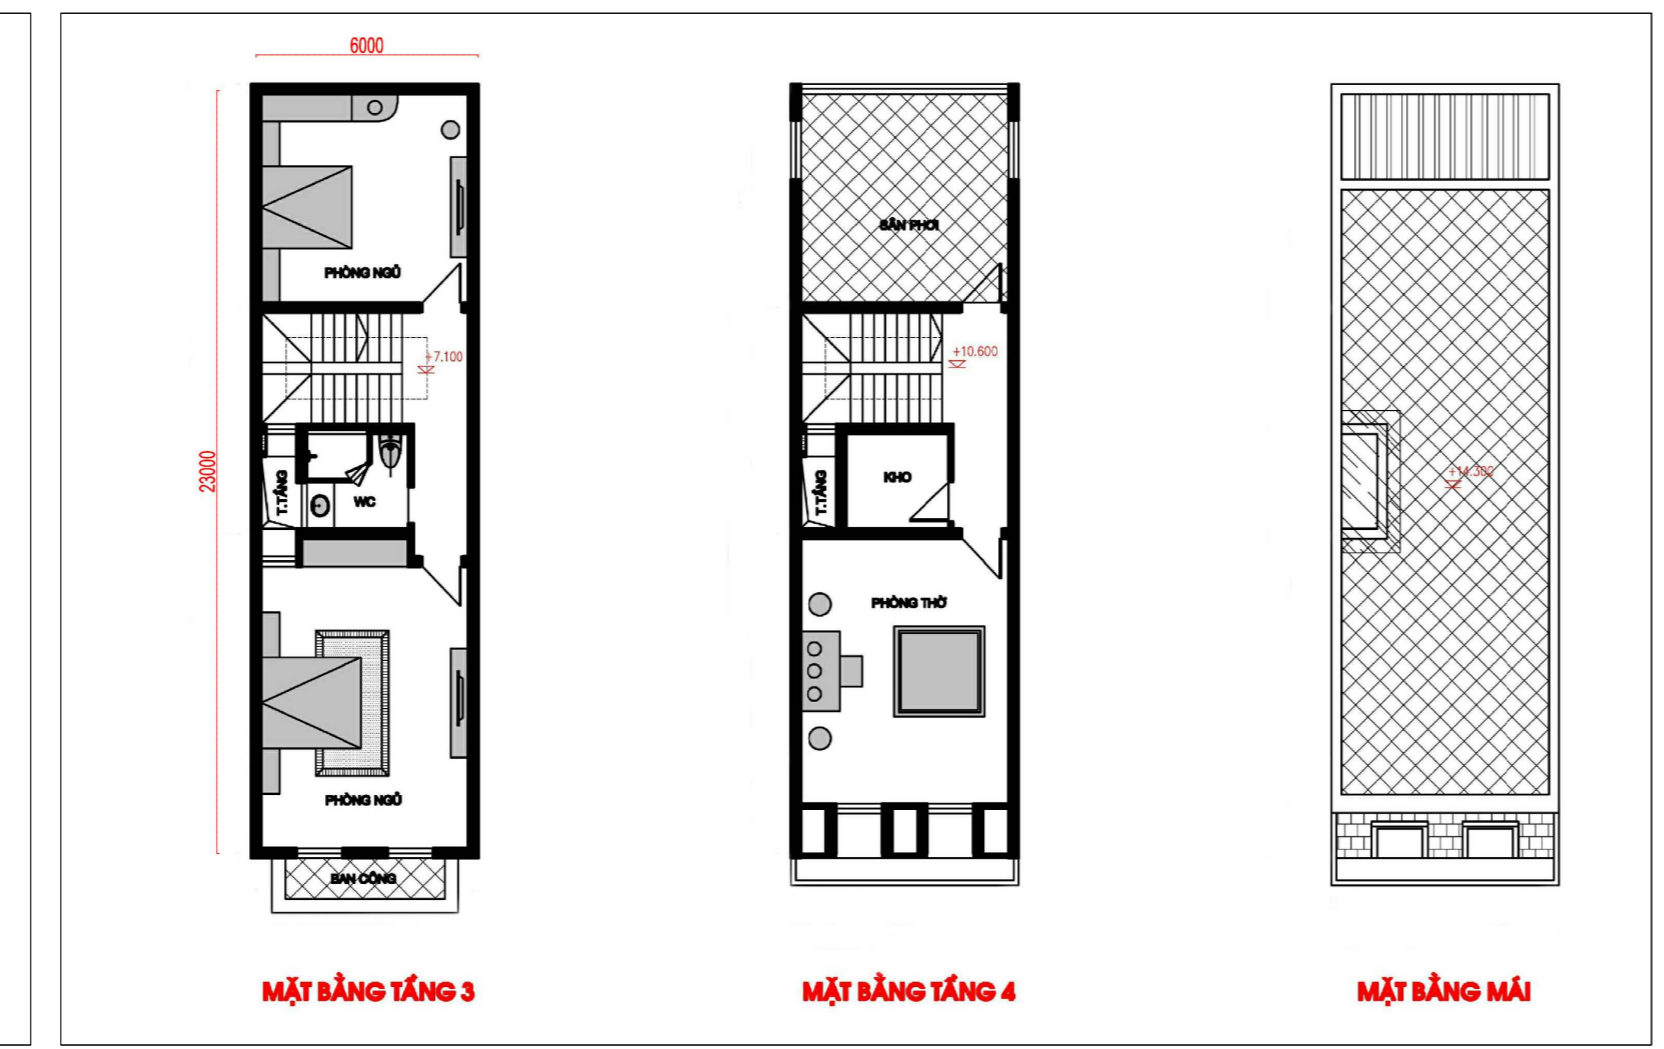 6000
23000
PHÒNG NGỦ
+7.100
T.TẦNG
WC
PHÒNG NGỦ
BAN CÔNG
MẶT BẰNG TẦNG 3
SÂN PHƠI
+10.600
T.TẦNG
KHO
PHÒNG THỜ
MẶT BẰNG TẦNG 4
+14.300
MẶT BẰNG MÁI